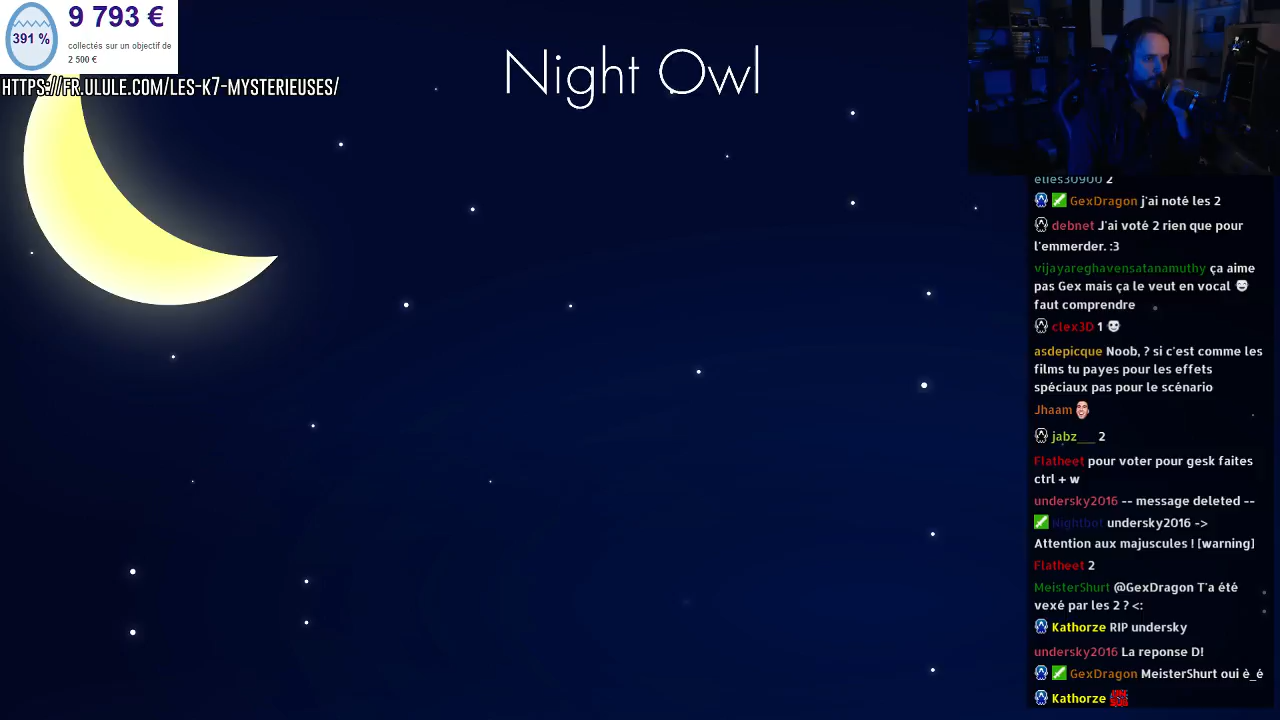 9 793 €
391 %
collectés sur un objectif de
2 500 €
HTTPS://FR.ULULE.COM/LES-K7-MYSTERIEUSES/
Night Owl
elies30900 2
GexDragon j'ai noté les 2
debnet J'ai voté 2 rien que pour
l'emmerder. :3
vijayareghavensatanamuthy ça aime
pas Gex mais ça le veut en vocal
faut comprendre
clex3D 1
asdepicque Noob, ? si c'est comme les
films tu payes pour les effets
spéciaux pas pour le scénario
Jhaam
jabz__ 2
Flatheet pour voter pour gesk faites
ctrl + w
undersky2016 -- message deleted --
Nightbot undersky2016 ->
Attention aux majuscules ! [warning]
Flatheet 2
MeisterShurt @GexDragon T'a été
vexé par les 2 ? <:
Kathorze RIP undersky
undersky2016 La reponse D!
GexDragon MeisterShurt oui è_é
Kathorze